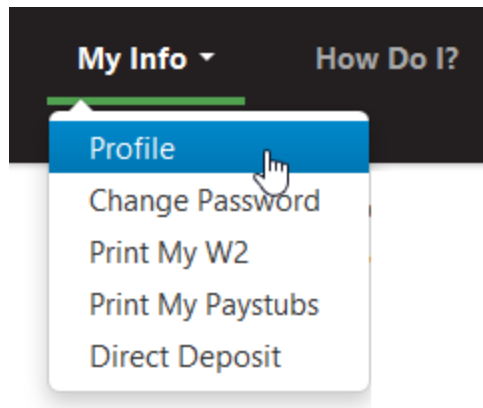 My Info How Do I?
Profile
Change Password
Print My W2
Print My Paystubs
Direct Deposit